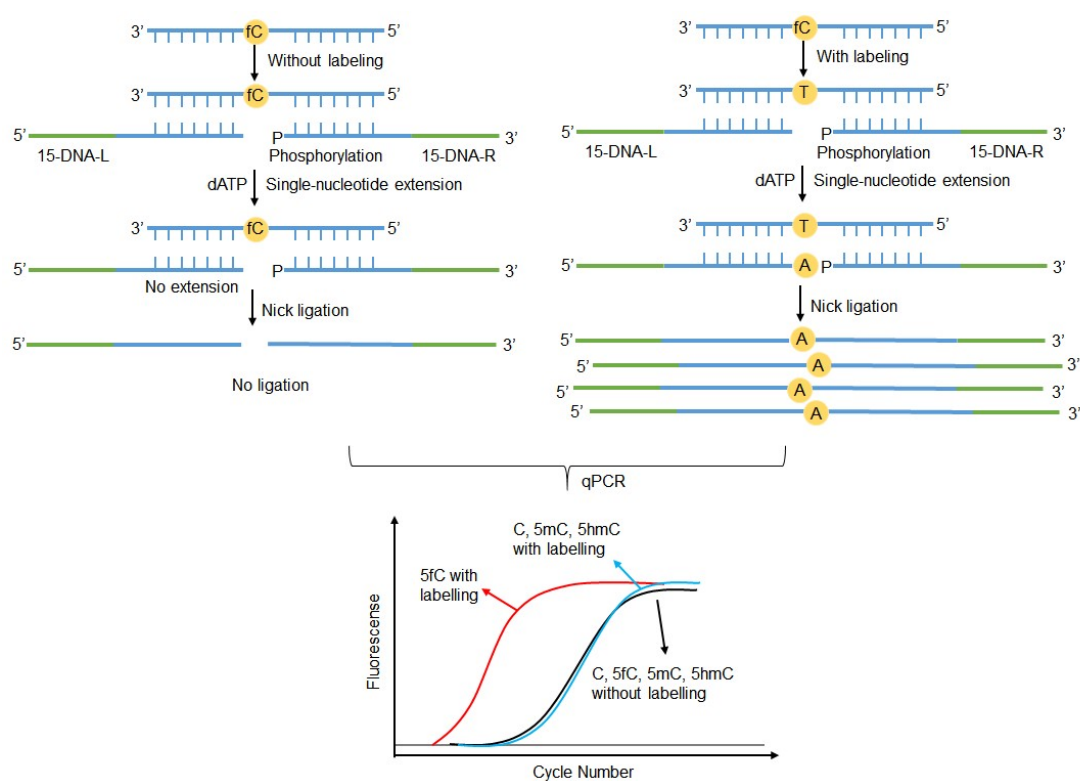 3’ fC 5’
Without labeling
3’ fC 5’
5’ P 3’
15-DNA-L Phosphorylation 15-DNA-R
dATP Single-nucleotide extension
3’ fC 5’
5’ P 3’
No extension
Nick ligation
5’ 3’
No ligation
3’ fC 5’
With labeling
3’ T 5’
5’ P 3’
15-DNA-L Phosphorylation 15-DNA-R
dATP Single-nucleotide extension
3’ T 5’
5’ A P 3’
Nick ligation
5’ A 3’
5’ A 3’
5’ A 3’
5’ A 3’
qPCR
C, 5mC, 5hmC
with labelling
5fC with
labelling
C, 5fC, 5mC, 5hmC
without labelling
Fluorescense
Cycle Number